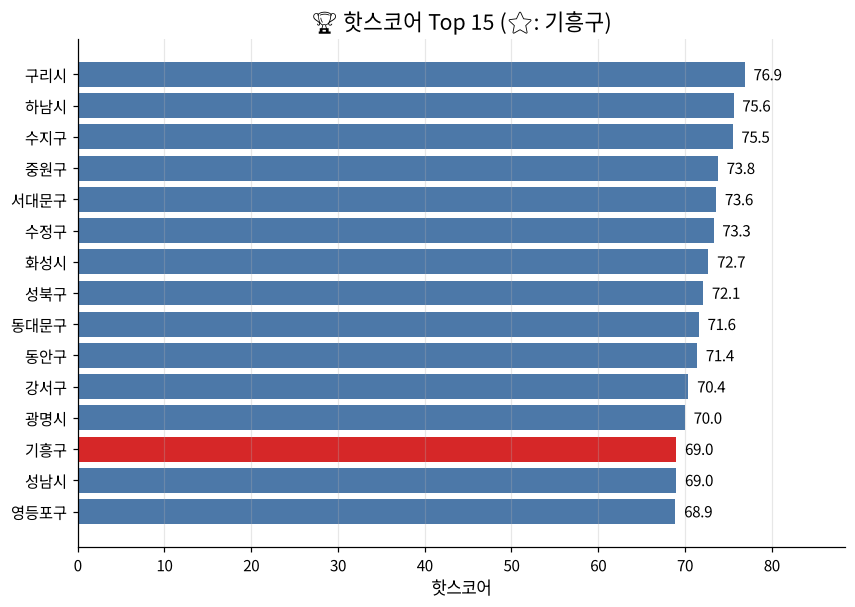 🏆 핫스코어 Top 15 (☆: 기흥구)
구리시 76.9
하남시 75.6
수지구 75.5
중원구 73.8
서대문구 73.6
수정구 73.3
화성시 72.7
성북구 72.1
동대문구 71.6
동안구 71.4
강서구 70.4
광명시 70.0
기흥구 69.0
성남시 69.0
영등포구 68.9
0 10 20 30 40 50 60 70 80
핫스코어